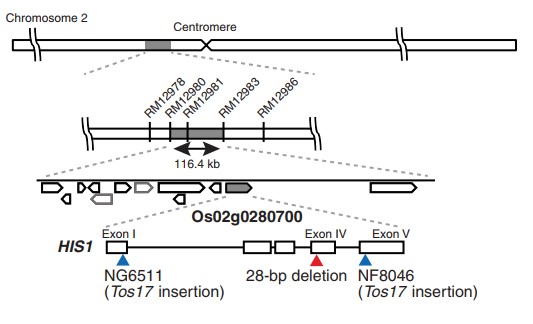 Chromosome 2
Centromere
RM12978
RM12980
RM12981
RM12983
RM12986
116.4 kb
Os02g0280700
HIS1
Exon I
Exon IV
Exon V
NG6511
(Tos17 insertion)
28-bp deletion
NF8046
(Tos17 insertion)